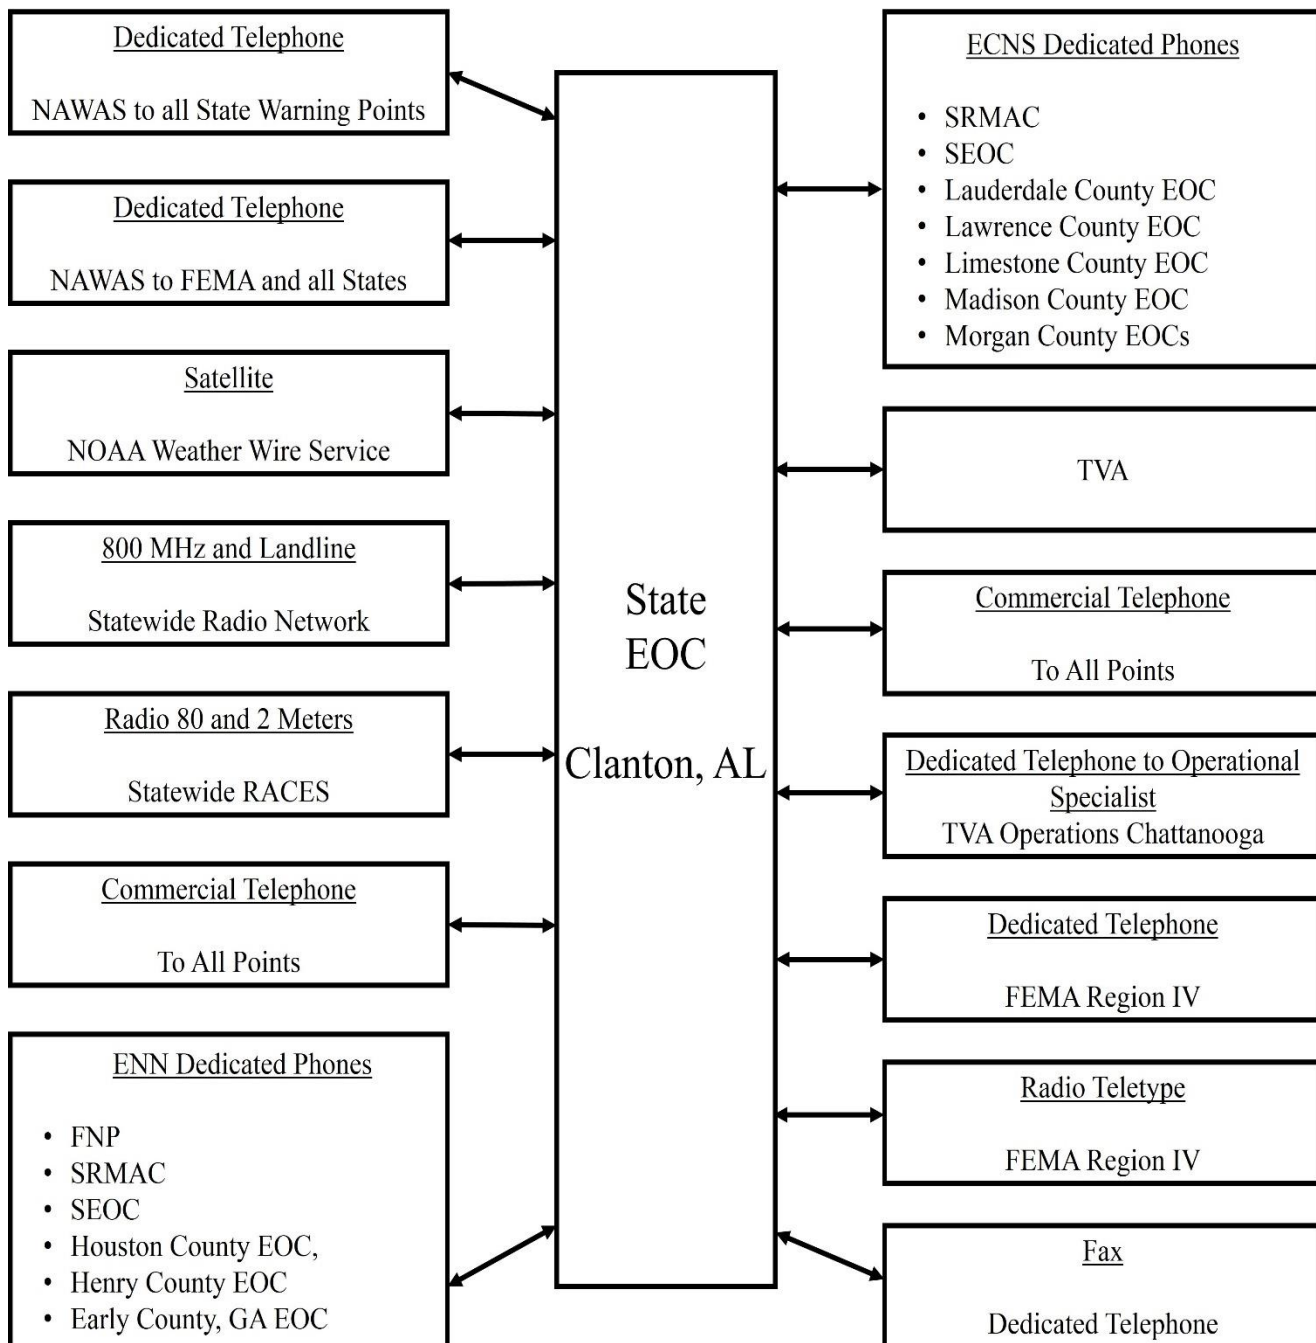 Dedicated Telephone
NAWAS to all State Warning Points
Dedicated Telephone
NAWAS to FEMA and all States
Satellite
NOAA Weather Wire Service
800 MHz and Landline
Statewide Radio Network
Radio 80 and 2 Meters
Statewide RACES
Commercial Telephone
To All Points
ENN Dedicated Phones
• FNP
• SRMAC
• SEOC
• Houston County EOC,
• Henry County EOC
• Early County, GA EOC
State
EOC
Clanton, AL
ECNS Dedicated Phones
• SRMAC
• SEOC
• Lauderdale County EOC
• Lawrence County EOC
• Limestone County EOC
• Madison County EOC
• Morgan County EOCs
TVA
Commercial Telephone
To All Points
Dedicated Telephone to Operational
Specialist
TVA Operations Chattanooga
Dedicated Telephone
FEMA Region IV
Radio Teletype
FEMA Region IV
Fax
Dedicated Telephone